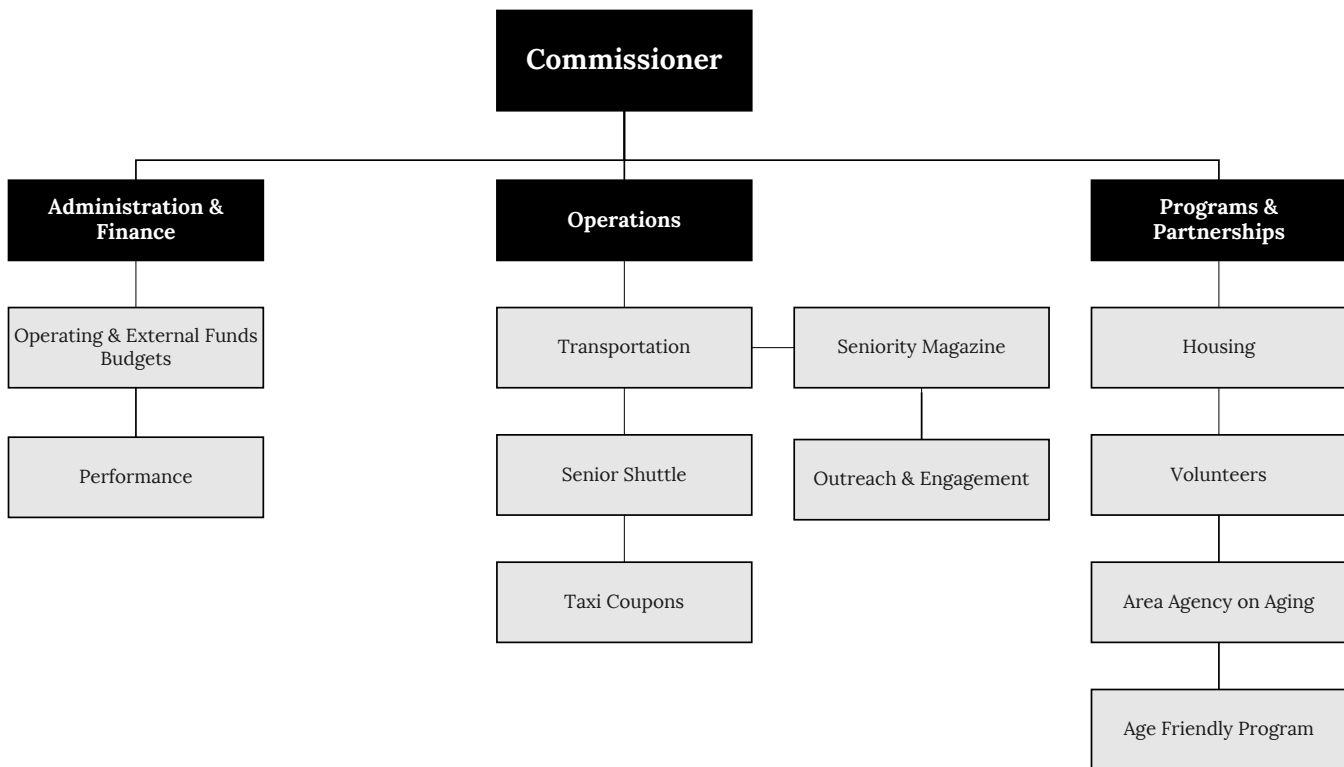 Commissioner
Administration &
Finance
Operations
Programs &
Partnerships
Operating & External Funds
Budgets
Transportation
Seniority Magazine
Housing
Performance
Senior Shuttle
Outreach & Engagement
Volunteers
Taxi Coupons
Area Agency on Aging
Age Friendly Program